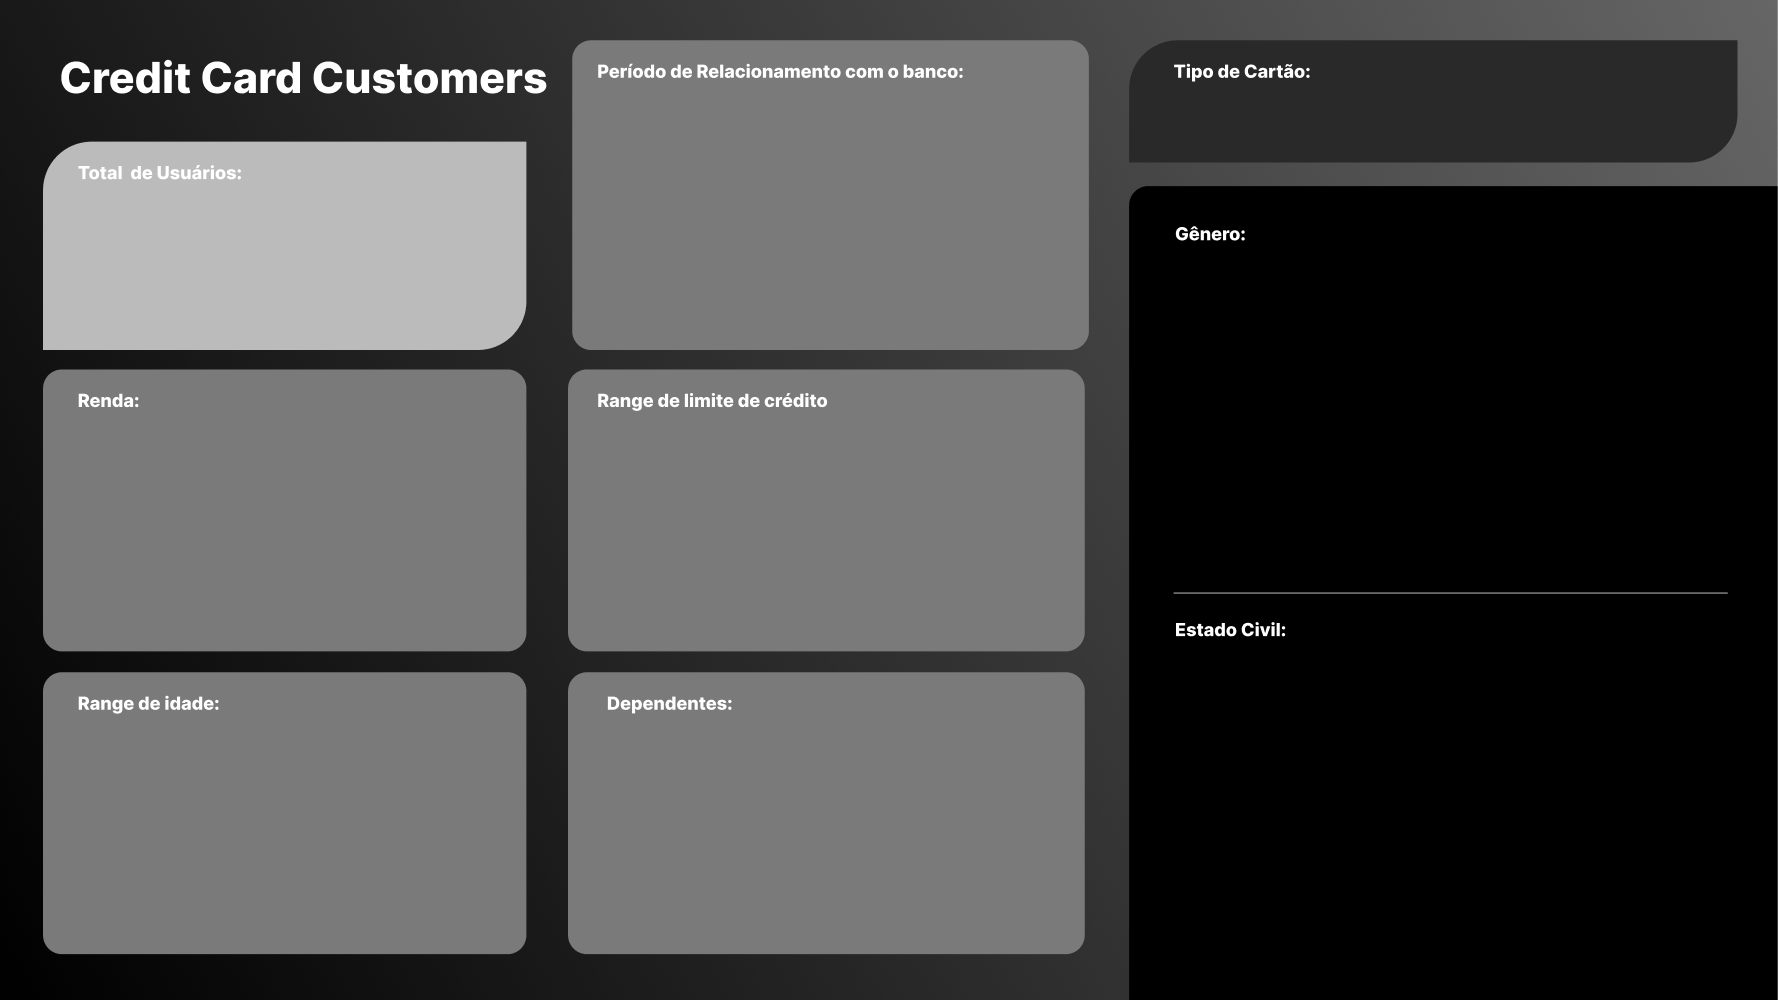 Credit Card Customers
Total  de Usuários:
Renda:
Range de idade:
Período de Relacionamento com o banco:
Range de limite de crédito
Dependentes:
Tipo de Cartão:
Gênero:
Estado Civil: